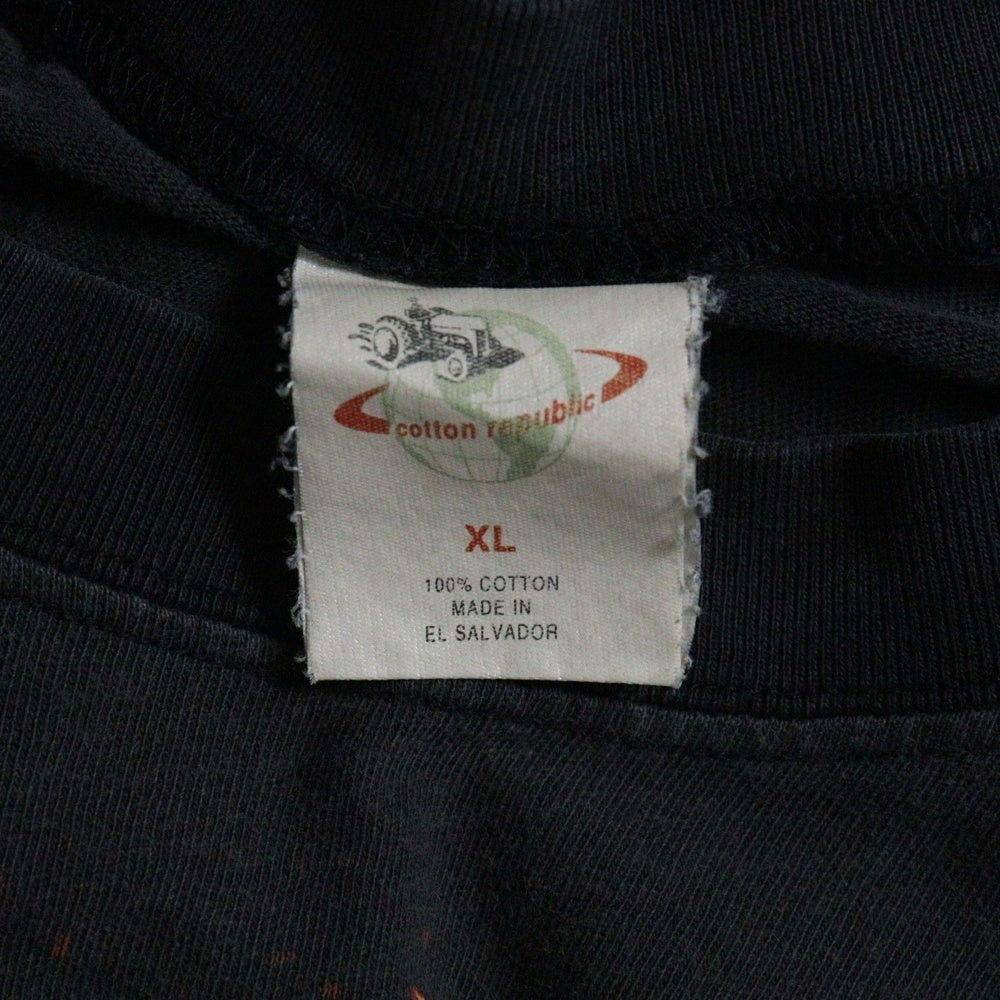 cotton republic
XL
100% COTTON
MADE IN
EL SALVADOR